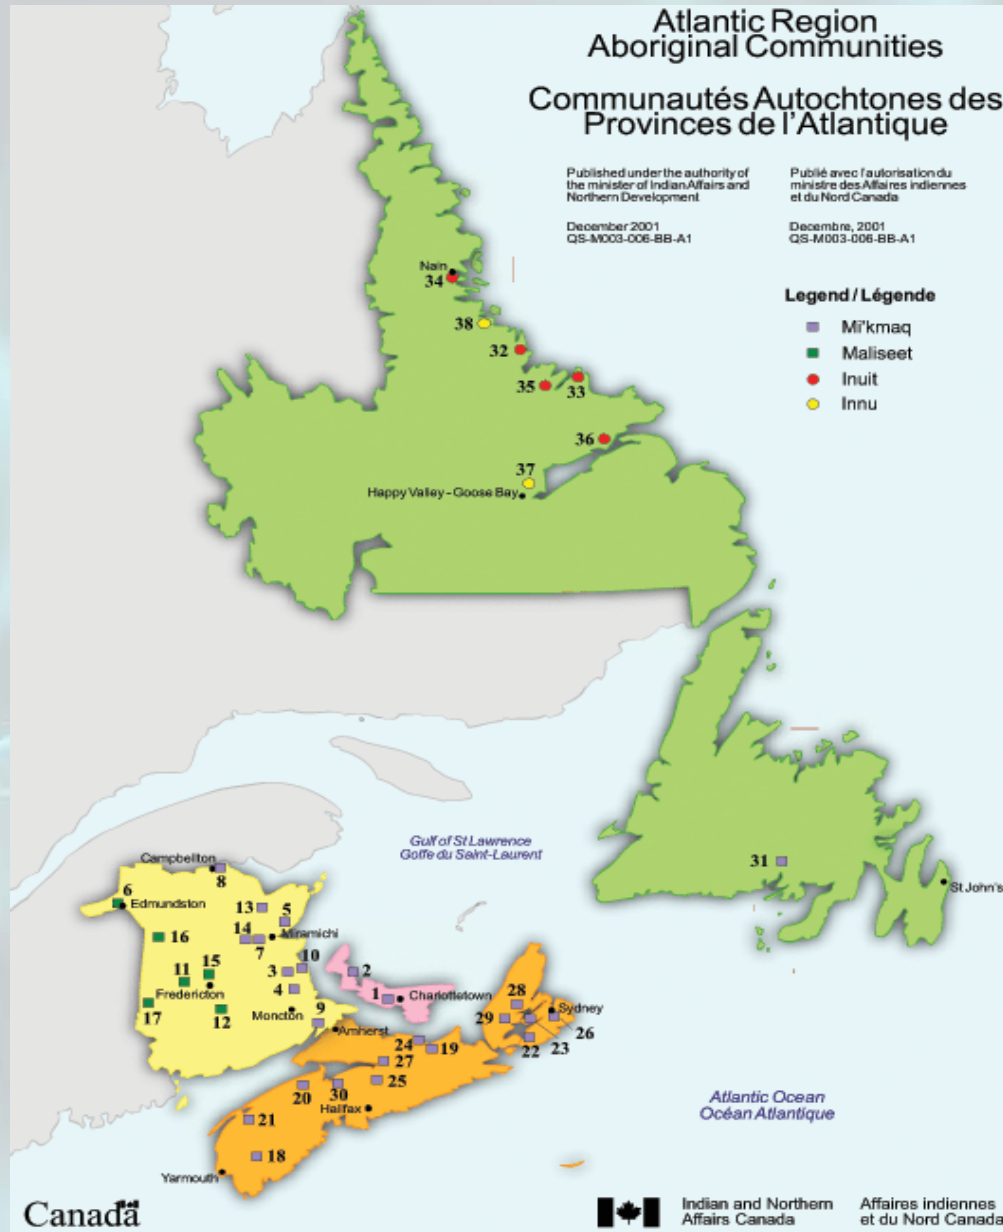 Atlantic Region
Aboriginal Communities
Communautés Autochtones des
Provinces de l'Atlantique
Published under the authority of
the minister of Indian Affairs and
Northern Development
December 2001
QS-M003-006-BB-A1
Publié avec l'autorisation du
ministre des Affaires indiennes
et du Nord Canada
Decembre, 2001
QS-M003-006-BB-A1
Legend / Légende
Mi'kmaq
Maliseet
Inuit
Innu
Nain
34
38
32
35
33
36
37
Happy Valley - Goose Bay
31
St John's
Gulf of St Lawrence
Golfe du Saint-Laurent
Campbellton
8
6
Edmundston
13
5
16
14
7
Miramichi
10
3
15
11
Fredericton
4
17
12
Moncton
9
2
1
Charlottetown
28
Sydney
29
22
23
26
Amherst
24
19
27
25
20
30
Halifax
21
18
Yarmouth
Atlantic Ocean
Océan Atlantique
Canada
Indian and Northern
Affairs Canada
Affaires indiennes
et du Nord Canada